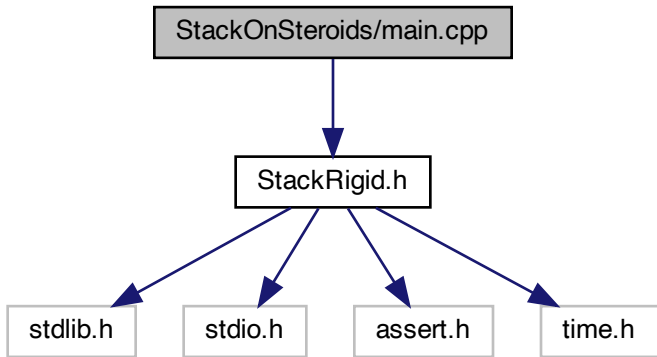 StackOnSteroids/main.cpp
StackRigid.h
stdlib.h
stdio.h
assert.h
time.h